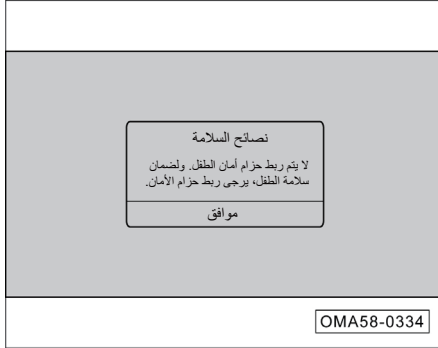 نصائح السلامة
لا يتم ربط حزام أمان الطفل. ولضمان
سلامة الطفل، يرجى ربط حزام الأمان.
موافق
OMA58-0334